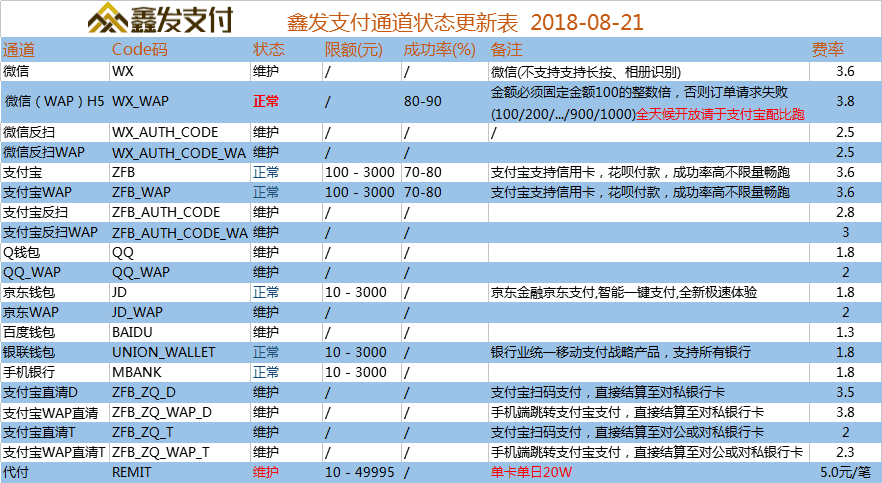 鑫发支付 鑫发支付通道状态更新表 2018-08-21
通道 Code码 状态 限额(元) 成功率(%) 备注 费率
微信 WX 维护 / / 微信(不支持支持长按、相册识别) 3.6
微信（WAP）H5 WX_WAP 正常 / 80-90 金额必须固定金额100的整数倍，否则订单请求失败 3.8
(100/200/.../900/1000)全天候开放请于支付宝配比跑
微信反扫 WX_AUTH_CODE 维护 / / / 2.5
微信反扫WAP WX_AUTH_CODE_WA 维护 / / 2.5
支付宝 ZFB 正常 100 - 3000 70-80 支付宝支持信用卡，花呗付款，成功率高不限量畅跑 3.6
支付宝WAP ZFB_WAP 正常 100 - 3000 70-80 支付宝支持信用卡，花呗付款，成功率高不限量畅跑 3.6
支付宝反扫 ZFB_AUTH_CODE 维护 / / 2.8
支付宝反扫WAP ZFB_AUTH_CODE_WA 维护 / / 3
Q钱包 QQ 维护 / / 1.8
QQ_WAP QQ_WAP 维护 / / 2
京东钱包 JD 正常 10 - 3000 / 京东金融京东支付,智能一键支付,全新极速体验 1.8
京东WAP JD_WAP 维护 / / 2
百度钱包 BAIDU 维护 / / 1.3
银联钱包 UNION_WALLET 正常 10 - 3000 / 银行业统一移动支付战略产品，支持所有银行 1.8
手机银行 MBANK 正常 10 - 3000 / 1.8
支付宝直清D ZFB_ZQ_D 维护 / / 支付宝扫码支付，直接结算至对私银行卡 3.5
支付宝WAP直清 ZFB_ZQ_WAP_D 维护 / / 手机端跳转支付宝支付，直接结算至对私银行卡 3.8
支付宝直清T ZFB_ZQ_T 维护 / / 支付宝扫码支付，直接结算至对公或对私银行卡 2
支付宝WAP直清T ZFB_ZQ_WAP_T 维护 / / 手机端跳转支付宝支付，直接结算至对公或对私银行卡 2.3
代付 REMIT 维护 10 - 49995 / 单卡单日20W 5.0元/笔